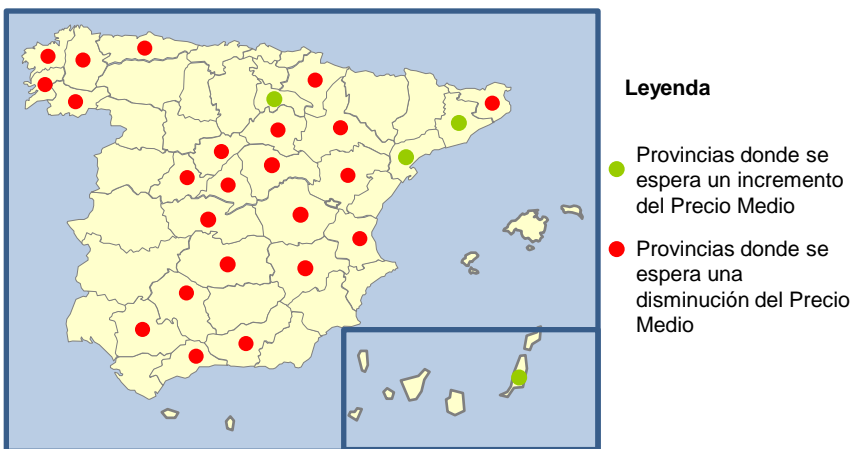 Leyenda
Provincias donde se
espera un incremento
del Precio Medio
Provincias donde se
espera una
disminución del Precio
Medio